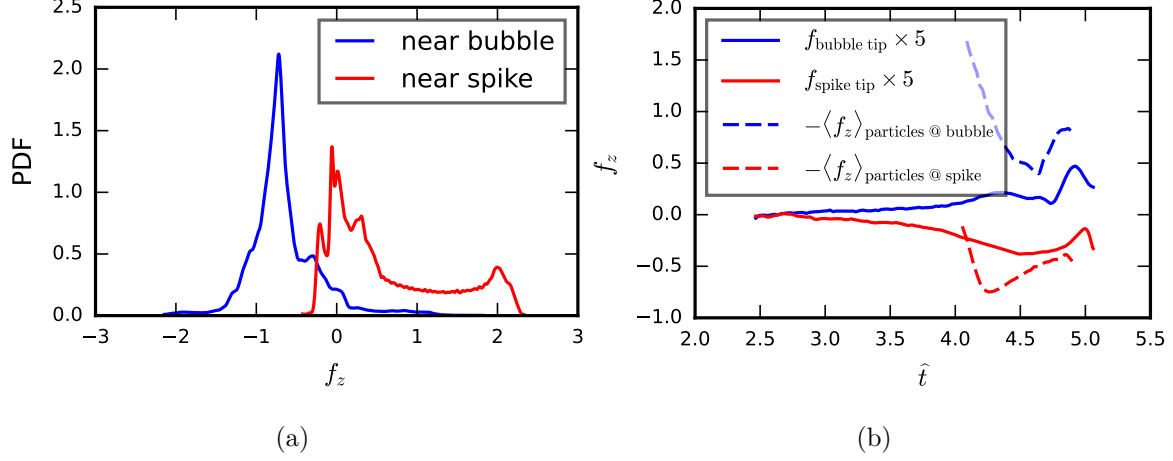 near bubble
near spike
PDF
2.5
2.0
1.5
1.0
0.5
0.0
−3 −2 −1 0 1 2 3
f_z
(a)
f_bubble tip × 5
f_spike tip × 5
−⟨f_z⟩_particles @ bubble
−⟨f_z⟩_particles @ spike
f_z
2.0
1.5
1.0
0.5
0.0
−0.5
−1.0
2.0 2.5 3.0 3.5 4.0 4.5 5.0 5.5
t̂
(b)